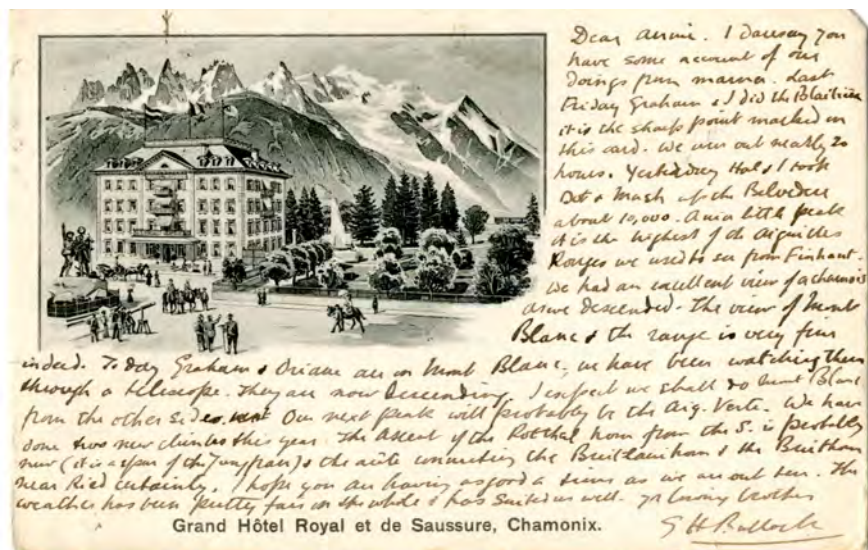 Dear Annie. I daresay you
have some account of our
doings from mamma. Last
Friday Graham & I did the Blaitière
it is the sharp point marked in
this card. We were out nearly 20
hours. Yesterday Hal & I took
Dot & up the Belvedere
about 10,000. A nice little peak
it is the highest of the Aiguilles
Rouges we used to see from Finhaut.
We had an excellent view of a chamois
as we descended. The view of Mont
Blanc & the range is very fine
indeed. To day Graham & are on Mont Blanc, we have been watching them
through a telescope. They are now descending. I expect we shall do Mont Blanc
from the other side. Our next peak will probably be the Aig. Verte. We have
done two new climbs this year. The Ascent of the Rotthal horn from the S. is probably
new (it is a spur of the Jungfrau) & the arête connecting the Breitlauihorn & the Breithorn
near Ried certainly. I hope you are having as good a time as we are out here. The
weather has been pretty fair on the whole & has suited us well. yr loving brother
G H Bullock
Grand Hôtel Royal et de Saussure, Chamonix.